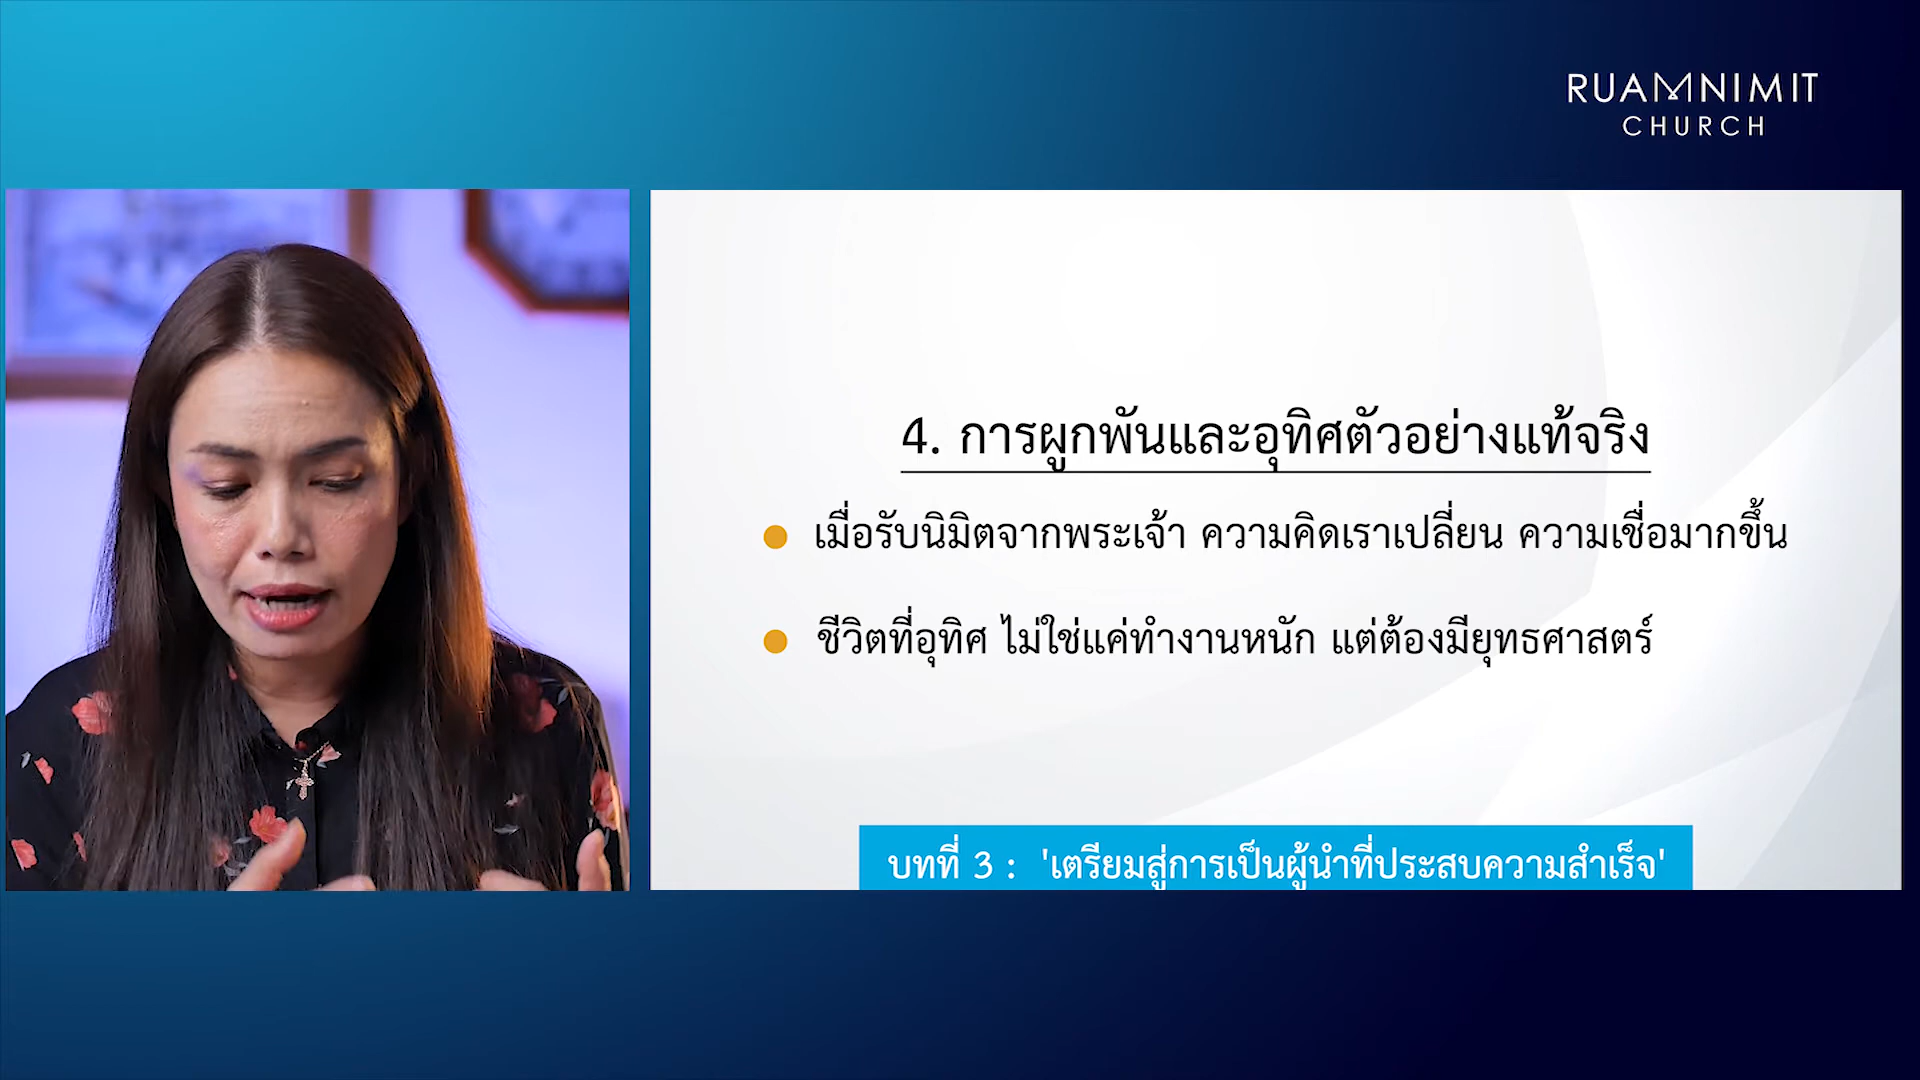 RUAMNIMIT
CHURCH
4. การผูกพันและอุทิศตัวอย่างแท้จริง
เมื่อรับนิมิตจากพระเจ้า ความคิดเราเปลี่ยน ความเชื่อมากขึ้น
ชีวิตที่อุทิศ ไม่ใช่แค่ทำงานหนัก แต่ต้องมียุทธศาสตร์
บทที่ 3 : 'เตรียมสู่การเป็นผู้นำที่ประสบความสำเร็จ'